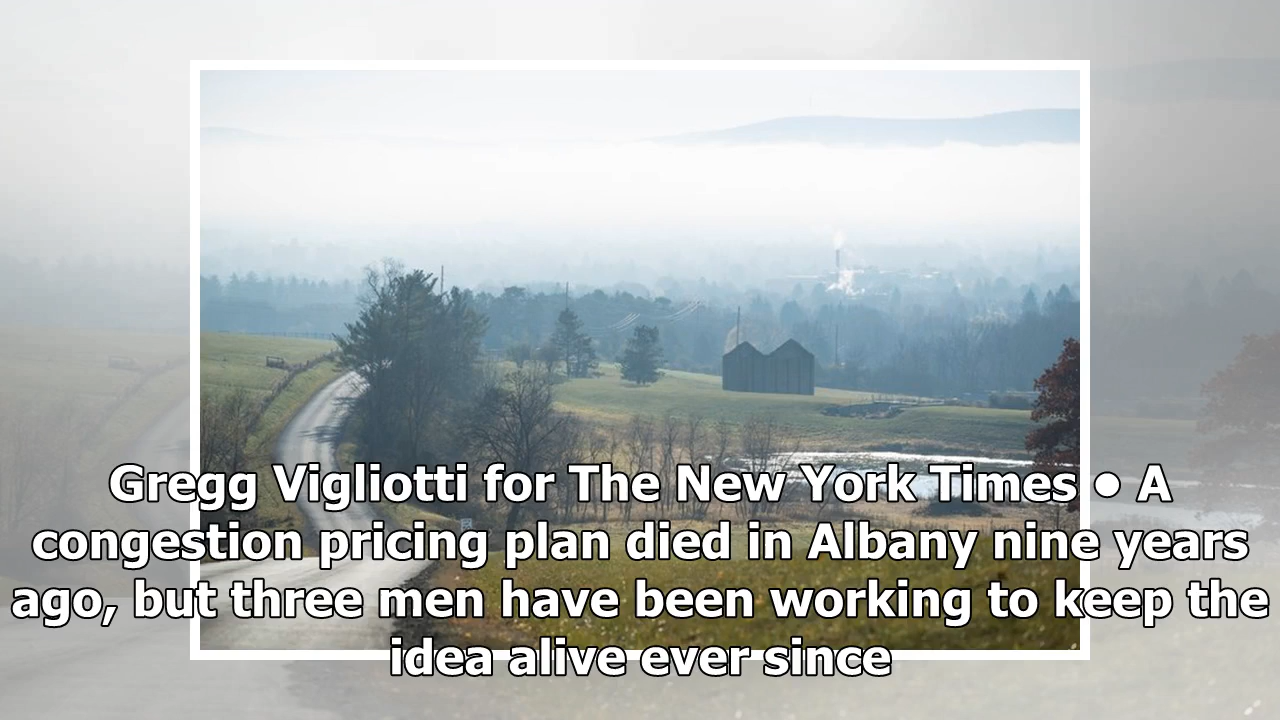 Gregg Vigliotti for The New York Times • A
congestion pricing plan died in Albany nine years
ago, but three men have been working to keep the
idea alive ever since